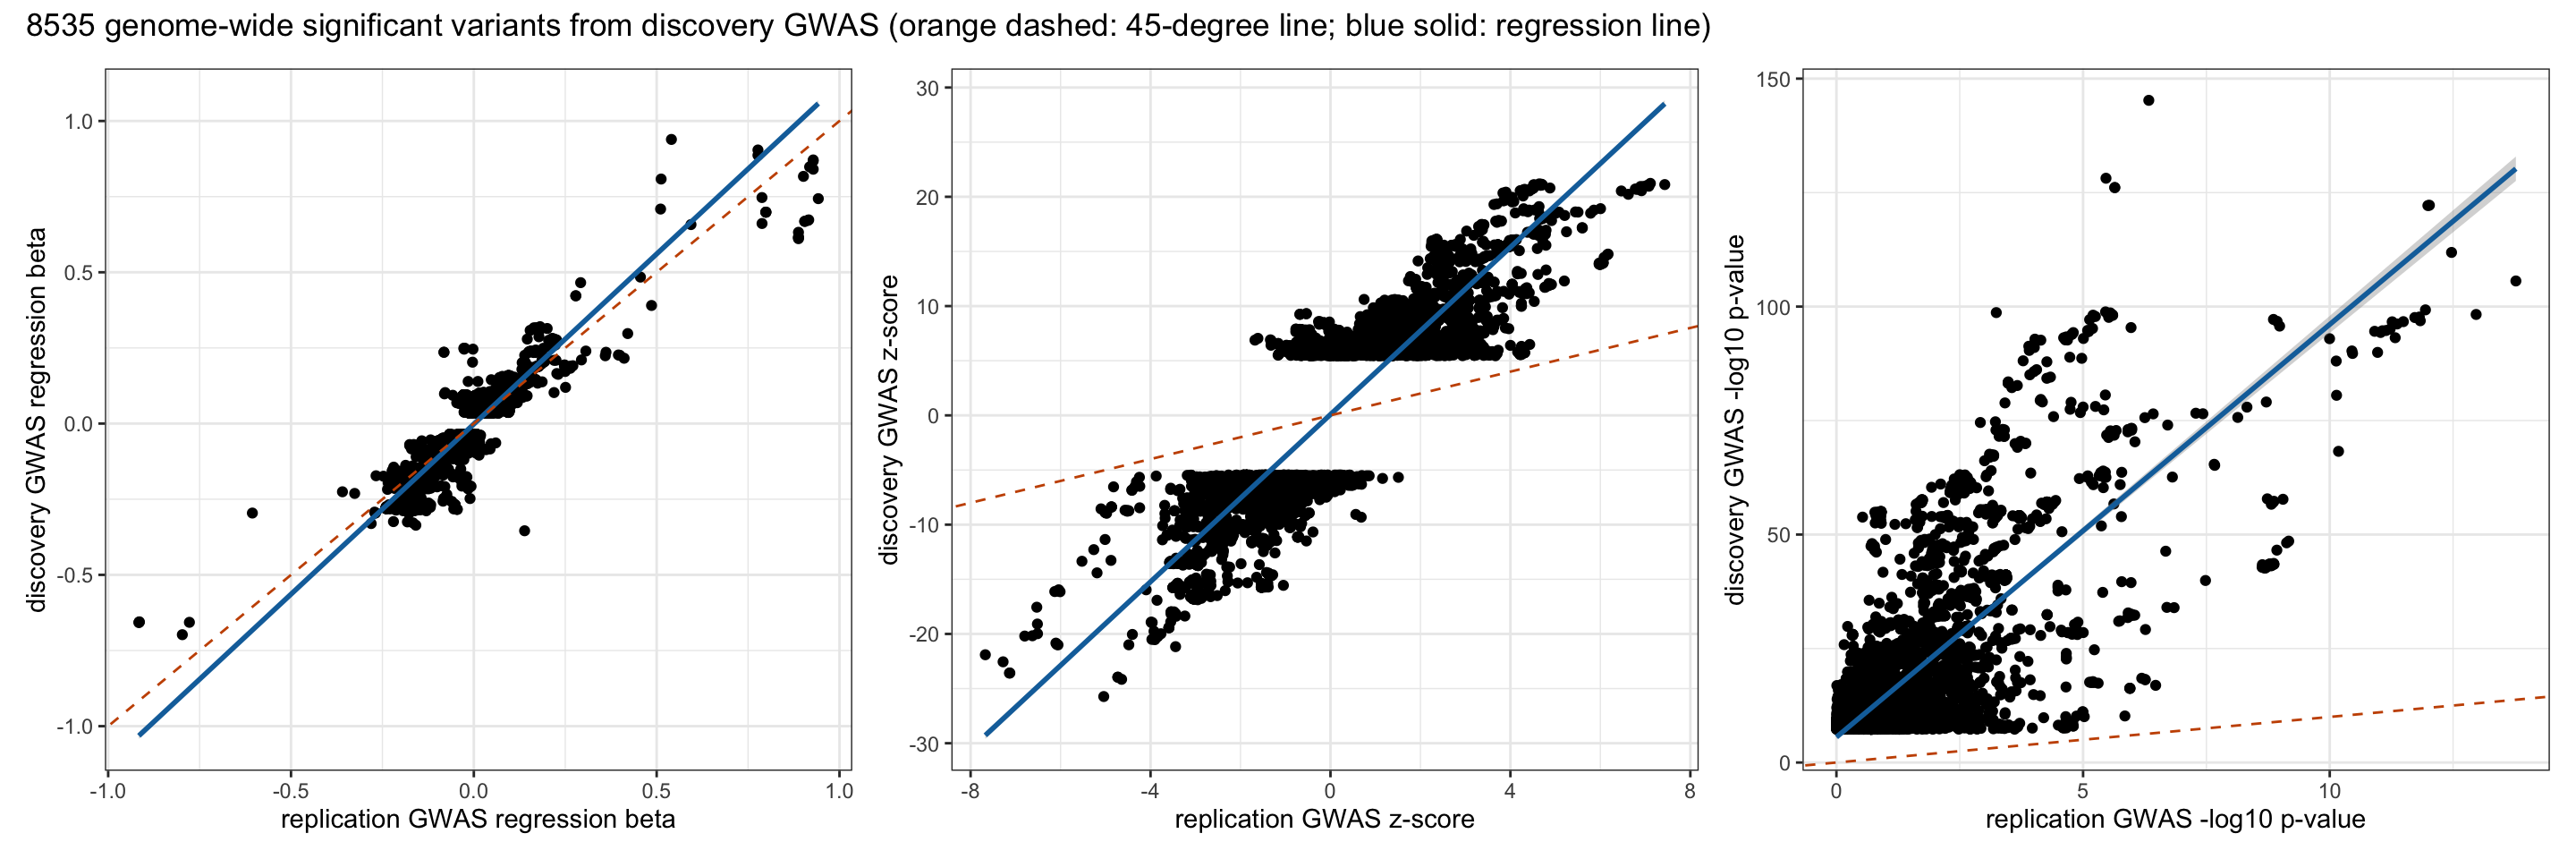 8535 genome-wide significant variants from discovery GWAS (orange dashed: 45-degree line; blue solid: regression line)
discovery GWAS regression beta
1.0
0.5
0.0
-0.5
-1.0
-1.0 -0.5 0.0 0.5 1.0
replication GWAS regression beta
discovery GWAS z-score
30
20
10
0
-10
-20
-30
-8 -4 0 4 8
replication GWAS z-score
discovery GWAS -log10 p-value
150
100
50
0
0 5 10
replication GWAS -log10 p-value